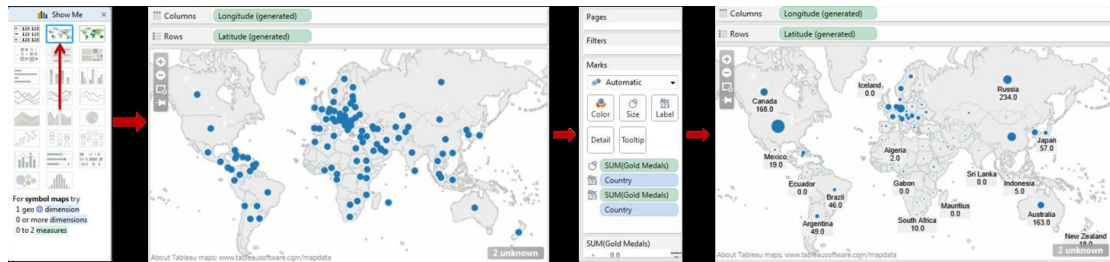 Show Me
×
For symbol maps try
1 geo dimension
0 or more dimensions
0 to 2 measures
Columns
Longitude (generated)
Rows
Latitude (generated)
About Tableau maps: www.tableausoftware.com/mapdata
2 unknown
Pages
Filters
Marks
Automatic
Color
Size
Label
Detail
Tooltip
SUM(Gold Medals)
Country
SUM(Gold Medals)
Country
SUM(Gold Medals)
0.0
Columns
Longitude (generated)
Rows
Latitude (generated)
Iceland
0.0
Russia
234.0
Canada
168.0
Japan
57.0
Mexico
19.0
Algeria
2.0
Sri Lanka
0.0
Ecuador
0.0
Gabon
0.0
Indonesia
5.0
Brazil
46.0
Mauritius
0.0
Argentina
49.0
South Africa
10.0
Australia
163.0
New Zealand
18.0
About Tableau maps: www.tableausoftware.com/mapdata
2 unknown